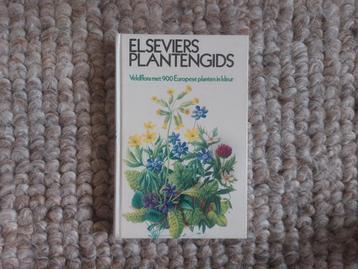 ELSEVIERS
PLANTENGIDS
Veldflora met 900 Europese planten in kleur